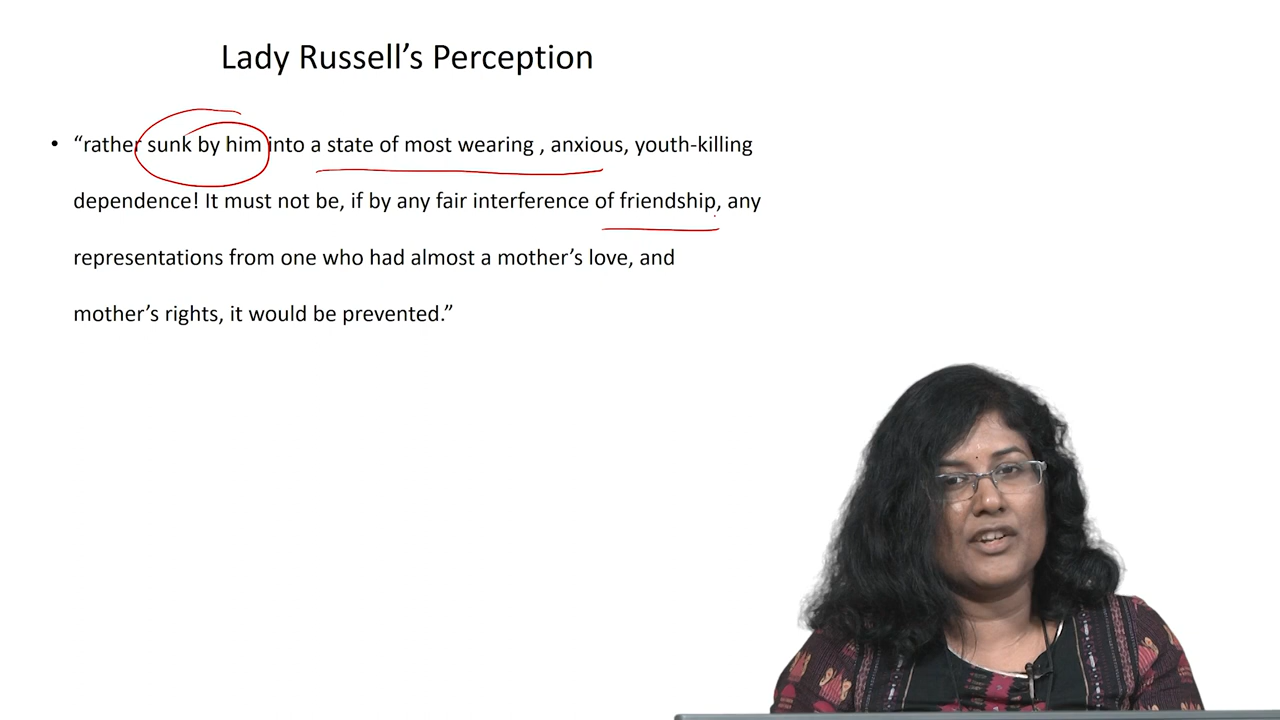 Lady Russell’s Perception
• “rather sunk by him into a state of most wearing , anxious, youth-killing
dependence! It must not be, if by any fair interference of friendship, any
representations from one who had almost a mother’s love, and
mother’s rights, it would be prevented.”